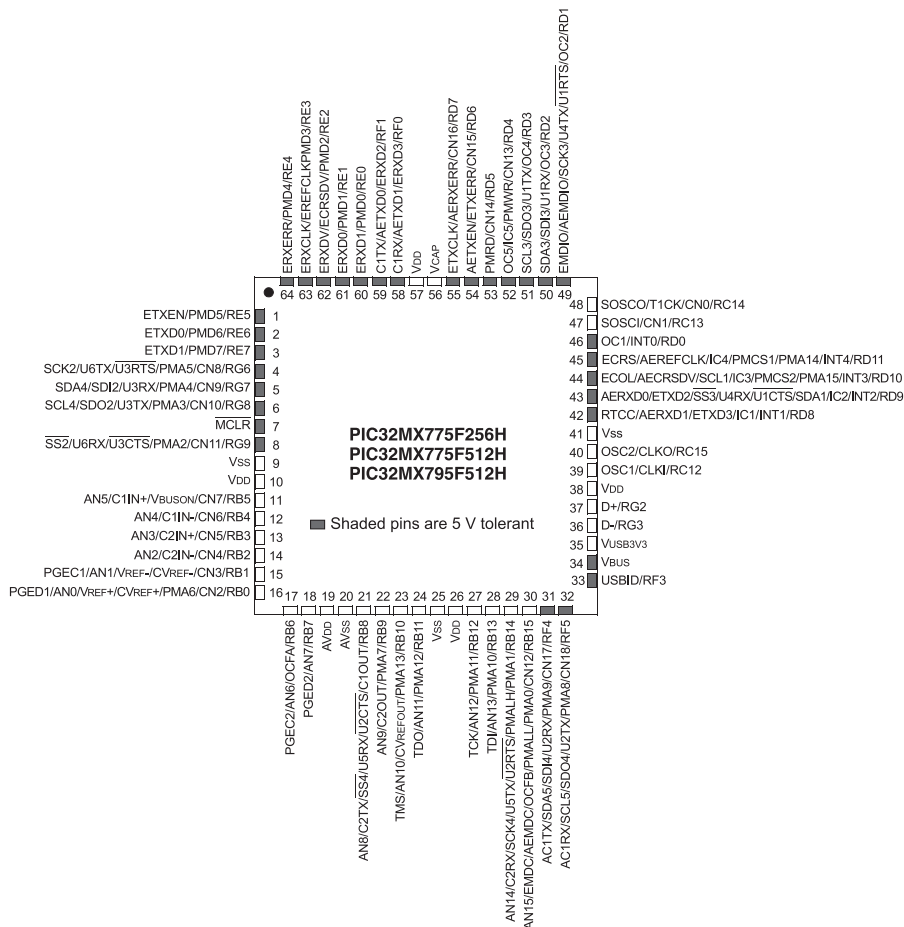 ERXERR/PMD4/RE4
ERXCLK/EREFCLKPMD3/RE3
ERXDV/ECRSDV/PMD2/RE2
ERXD0/PMD1/RE1
ERXD1/PMD0/RE0
C1TX/AETXD0/ERXD2/RF1
C1RX/AETXD1/ERXD3/RF0
VDD
VCAP
ETXCLK/AERXERR/CN16/RD7
AETXEN/ETXERR/CN15/RD6
PMRD/CN14/RD5
OC5/IC5/PMWR/CN13/RD4
SCL3/SDO3/U1TX/OC4/RD3
SDA3/SDI3/U1RX/OC3/RD2
EMDIO/AEMDIO/SCK3/U4TX/U1RTS/OC2/RD1
64 63 62 61 60 59 58 57 56 55 54 53 52 51 50 49
ETXEN/PMD5/RE5 1
ETXD0/PMD6/RE6 2
ETXD1/PMD7/RE7 3
SCK2/U6TX/U3RTS/PMA5/CN8/RG6 4
SDA4/SDI2/U3RX/PMA4/CN9/RG7 5
SCL4/SDO2/U3TX/PMA3/CN10/RG8 6
MCLR 7
SS2/U6RX/U3CTS/PMA2/CN11/RG9 8
VSS 9
VDD 10
AN5/C1IN+/VBUSON/CN7/RB5 11
AN4/C1IN-/CN6/RB4 12
AN3/C2IN+/CN5/RB3 13
AN2/C2IN-/CN4/RB2 14
PGEC1/AN1/VREF-/CVREF-/CN3/RB1 15
PGED1/AN0/VREF+/CVREF+/PMA6/CN2/RB0 16
PIC32MX775F256H
PIC32MX775F512H
PIC32MX795F512H
Shaded pins are 5 V tolerant
48 SOSCO/T1CK/CN0/RC14
47 SOSCI/CN1/RC13
46 OC1/INT0/RD0
45 ECRS/AEREFCLK/IC4/PMCS1/PMA14/INT4/RD11
44 ECOL/AECRSDV/SCL1/IC3/PMCS2/PMA15/INT3/RD10
43 AERXD0/ETXD2/SS3/U4RX/U1CTS/SDA1/IC2/INT2/RD9
42 RTCC/AERXD1/ETXD3/IC1/INT1/RD8
41 Vss
40 OSC2/CLKO/RC15
39 OSC1/CLKI/RC12
38 VDD
37 D+/RG2
36 D-/RG3
35 VUSB3V3
34 VBUS
33 USBID/RF3
17 18 19 20 21 22 23 24 25 26 27 28 29 30 31 32
PGEC2/AN6/OCFA/RB6
PGED2/AN7/RB7
AVDD
AVSS
AN8/C2TX/SS4/U5RX/U2CTS/C1OUT/RB8
AN9/C2OUT/PMA7/RB9
TMS/AN10/CVREFOUT/PMA13/RB10
TDO/AN11/PMA12/RB11
VSS
VDD
TCK/AN12/PMA11/RB12
TDI/AN13/PMA10/RB13
AN14/C2RX/SCK4/U5TX/U2RTS/PMALH/PMA1/RB14
AN15/EMDC/AEMDC/OCFB/PMALL/PMA0/CN12/RB15
AC1TX/SDA5/SDI4/U2RX/PMA9/CN17/RF4
AC1RX/SCL5/SDO4/U2TX/PMA8/CN18/RF5